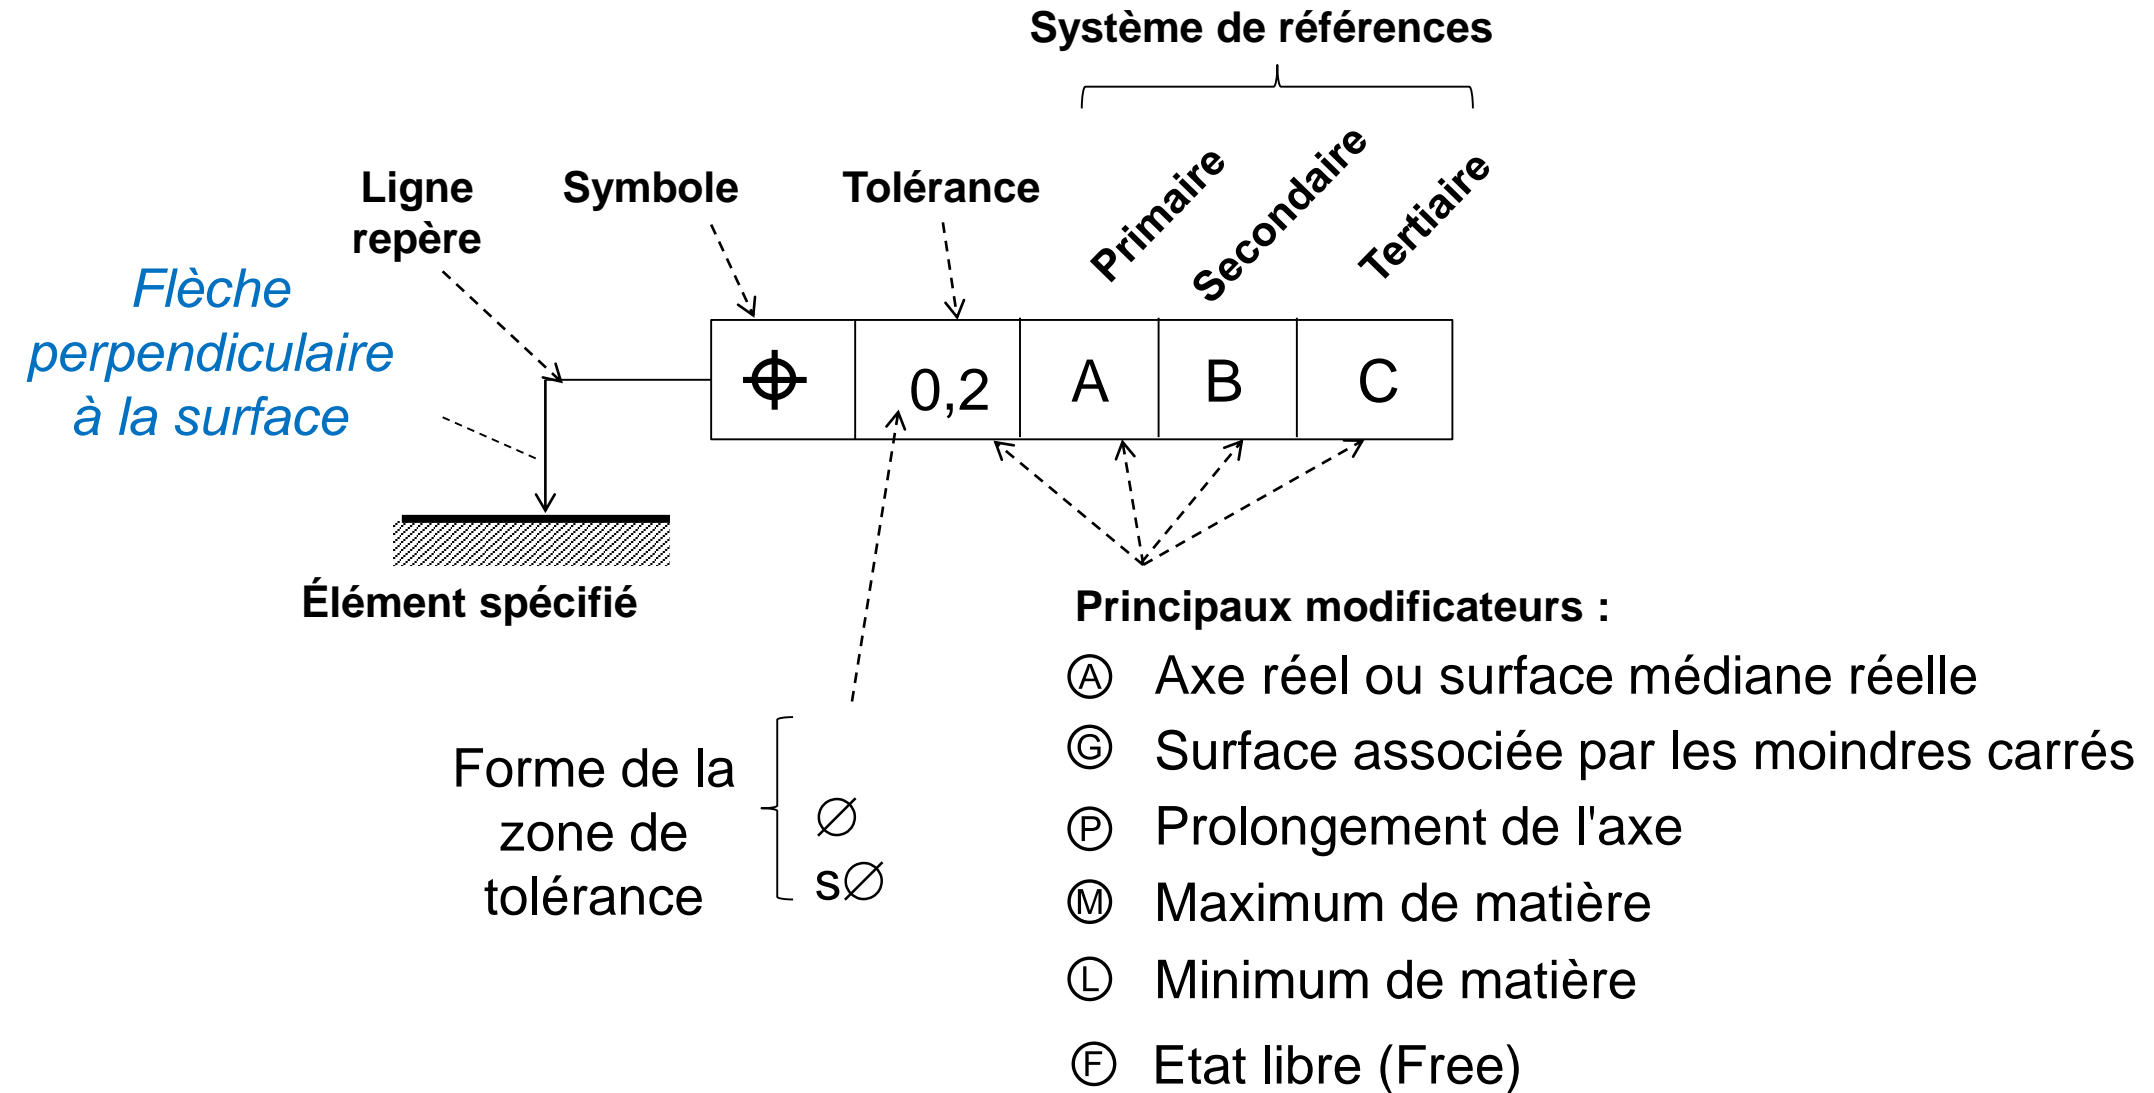 Système de références
Primaire
Secondaire
Tertiaire
Ligne
repère
Symbole
Tolérance
Flèche
perpendiculaire
à la surface
⌖ 0,2 A B C
Élément spécifié
Forme de la
zone de
tolérance
∅
s∅
Principaux modificateurs :
Ⓐ Axe réel ou surface médiane réelle
Ⓖ Surface associée par les moindres carrés
Ⓟ Prolongement de l'axe
Ⓜ Maximum de matière
Ⓛ Minimum de matière
Ⓕ Etat libre (Free)